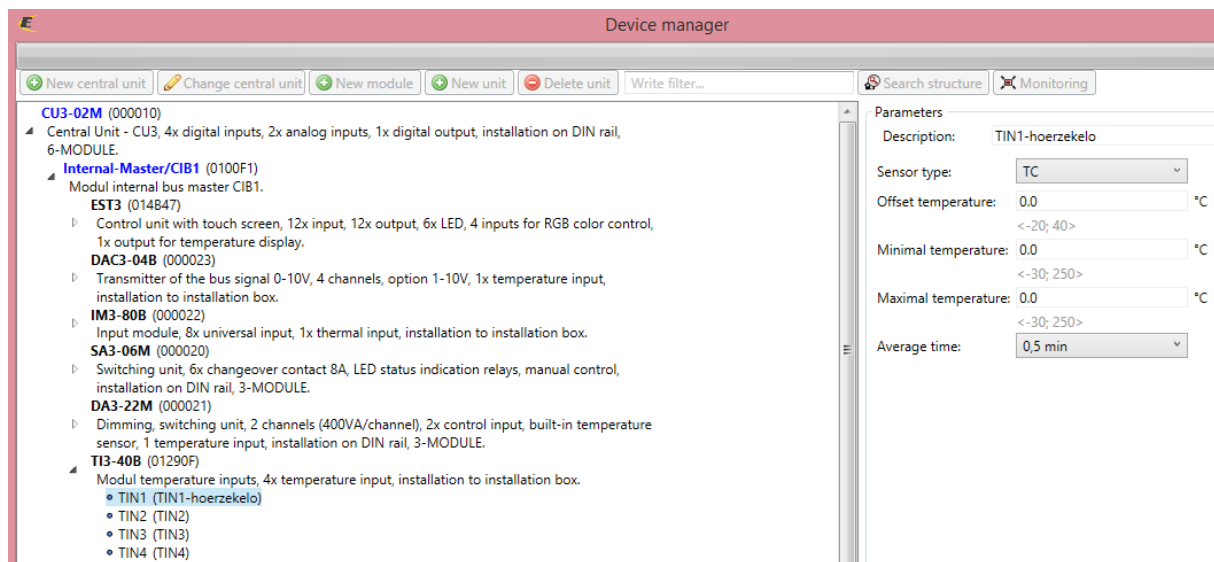 E
Device manager
New central unit Change central unit New module New unit Delete unit Write filter... Search structure Monitoring
CU3-02M (000010)
Central Unit - CU3, 4x digital inputs, 2x analog inputs, 1x digital output, installation on DIN rail,
6-MODULE.
Internal-Master/CIB1 (0100F1)
Modul internal bus master CIB1.
EST3 (014B47)
Control unit with touch screen, 12x input, 12x output, 6x LED, 4 inputs for RGB color control,
1x output for temperature display.
DAC3-04B (000023)
Transmitter of the bus signal 0-10V, 4 channels, option 1-10V, 1x temperature input,
installation to installation box.
IM3-80B (000022)
Input module, 8x universal input, 1x thermal input, installation to installation box.
SA3-06M (000020)
Switching unit, 6x changeover contact 8A, LED status indication relays, manual control,
installation on DIN rail, 3-MODULE.
DA3-22M (000021)
Dimming, switching unit, 2 channels (400VA/channel), 2x control input, built-in temperature
sensor, 1 temperature input, installation on DIN rail, 3-MODULE.
TI3-40B (01290F)
Modul temperature inputs, 4x temperature input, installation to installation box.
TIN1 (TIN1-hoerzekelo)
TIN2 (TIN2)
TIN3 (TIN3)
TIN4 (TIN4)
Parameters
Description: TIN1-hoerzekelo
Sensor type: TC
Offset temperature: 0.0 °C
<-20; 40>
Minimal temperature: 0.0 °C
<-30; 250>
Maximal temperature: 0.0 °C
<-30; 250>
Average time: 0,5 min